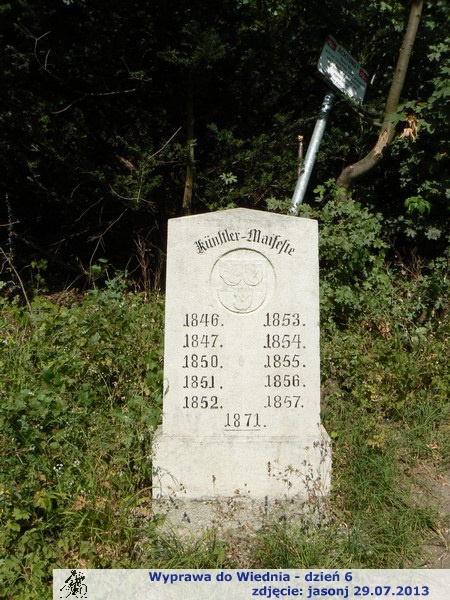 Künstler-Maifeste
1846. 1853.
1847. 1854.
1850. 1855.
1851. 1856.
1852. 1857.
1871.
Wyprawa do Wiednia - dzień 6
zdjęcie: jasonj 29.07.2013